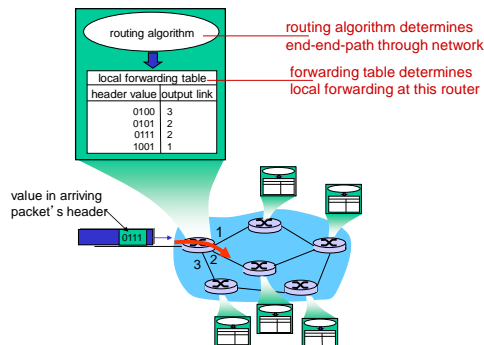 routing algorithm
routing algorithm determines
end-end-path through network
local forwarding table
forwarding table determines
local forwarding at this router
header value output link
0100 3
0101 2
0111 2
1001 1
value in arriving
packet’s header
0111
1
2
3